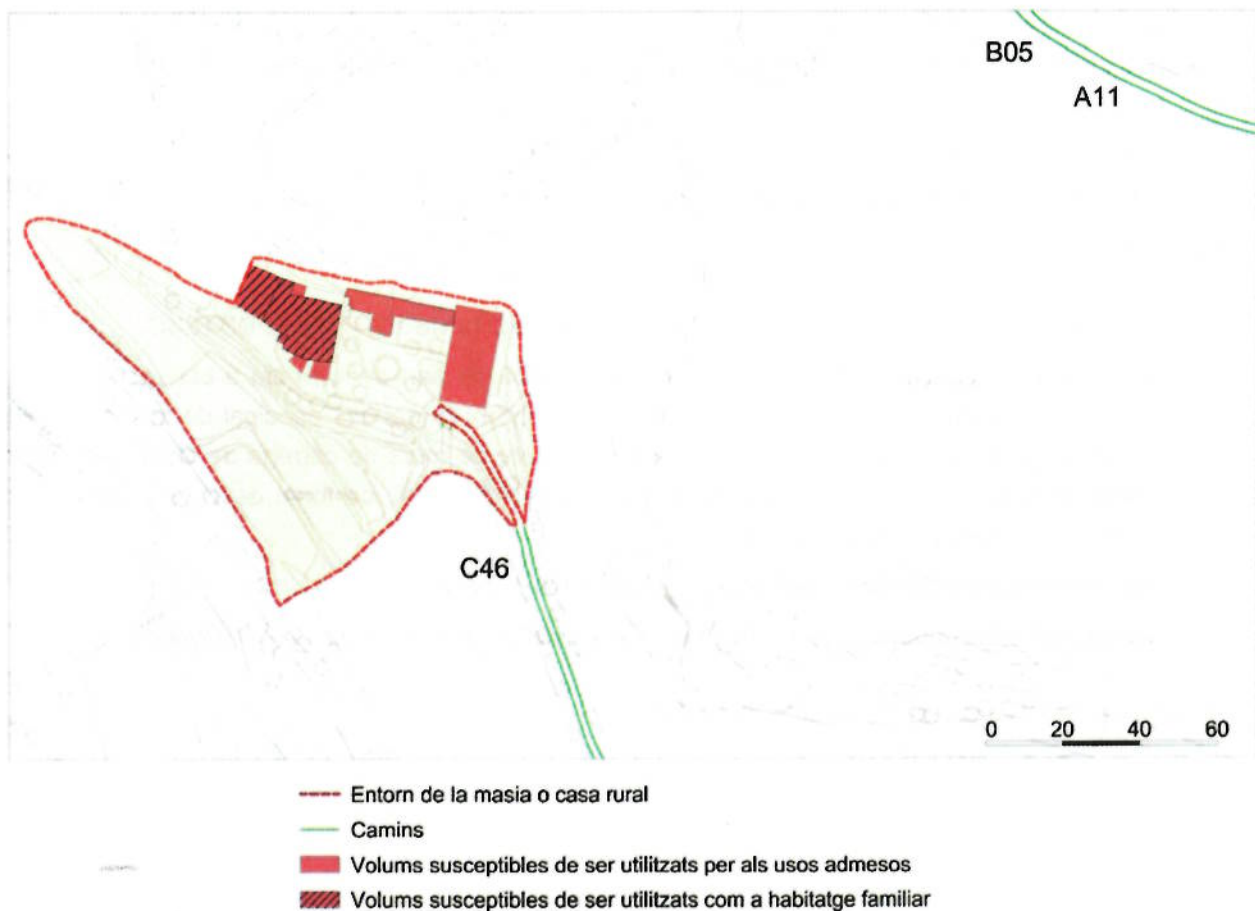 B05
A11
C46
0 20 40 60
Entorn de la masia o casa rural
Camins
Volums susceptibles de ser utilitzats per als usos admesos
Volums susceptibles de ser utilitzats com a habitatge familiar